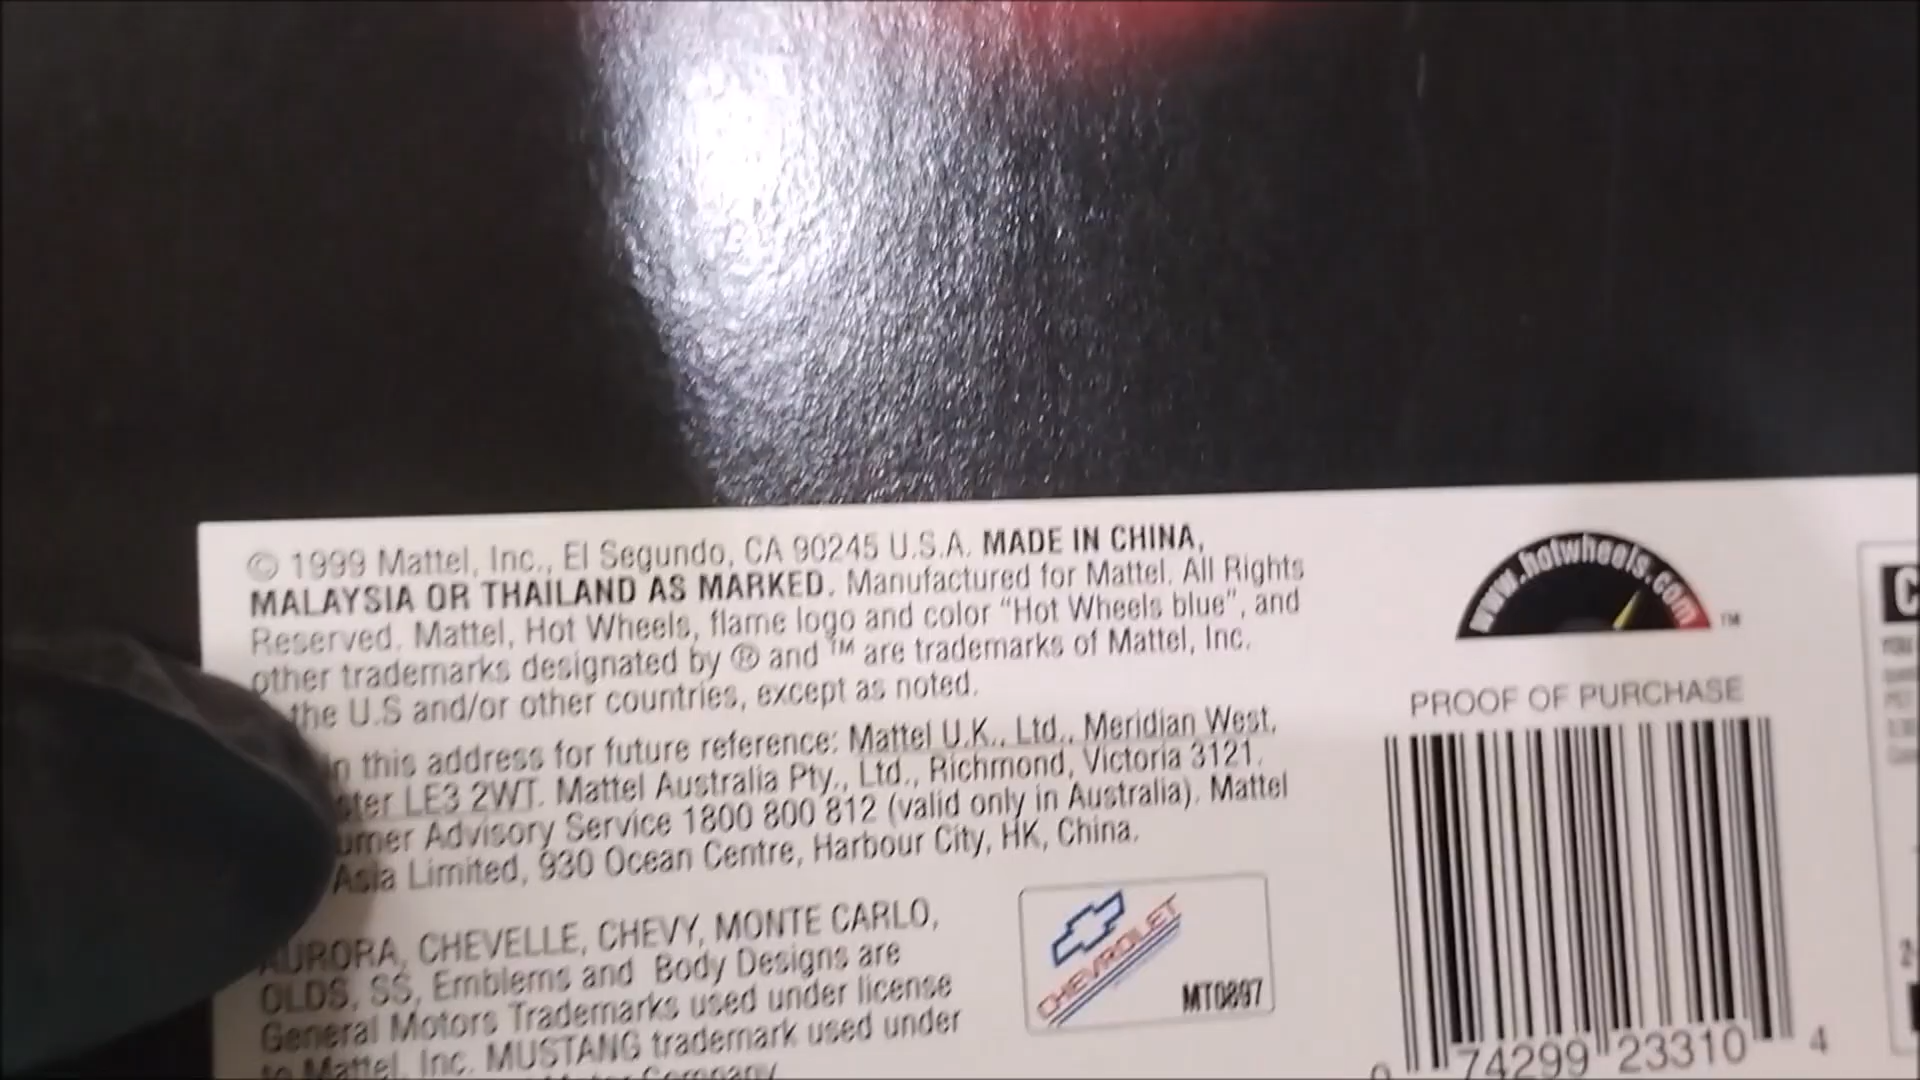 © 1999 Mattel, Inc., El Segundo, CA 90245 U.S.A. MADE IN CHINA,
MALAYSIA OR THAILAND AS MARKED. Manufactured for Mattel. All Rights
Reserved. Mattel, Hot Wheels, flame logo and color "Hot Wheels blue", and
other trademarks designated by ® and ™ are trademarks of Mattel, Inc.
the U.S and/or other countries, except as noted.
this address for future reference: Mattel U.K., Ltd., Meridian West,
LE3 2WT. Mattel Australia Pty., Ltd., Richmond, Victoria 3121.
Advisory Service 1800 800 812 (valid only in Australia). Mattel
Asia Limited, 930 Ocean Centre, Harbour City, HK, China.
AURORA, CHEVELLE, CHEVY, MONTE CARLO,
OLDS, SS, Emblems and Body Designs are
General Motors Trademarks used under license
to Mattel, Inc. MUSTANG trademark used under
Company
CHEVROLET
MT0897
www.hotwheels.com ™
PROOF OF PURCHASE
0 74299 23310 4